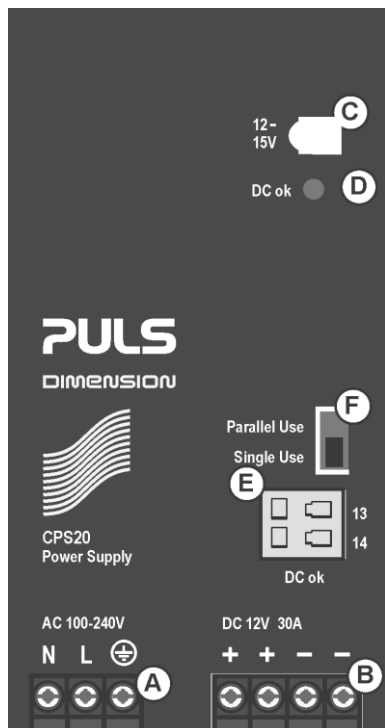 C
12-
15V
DC ok
D
PULS
DIMENSION
F
Parallel Use
Single Use
E
13
14
CPS20
Power Supply
DC ok
AC 100-240V
DC 12V 30A
N L
+ + − −
A
B